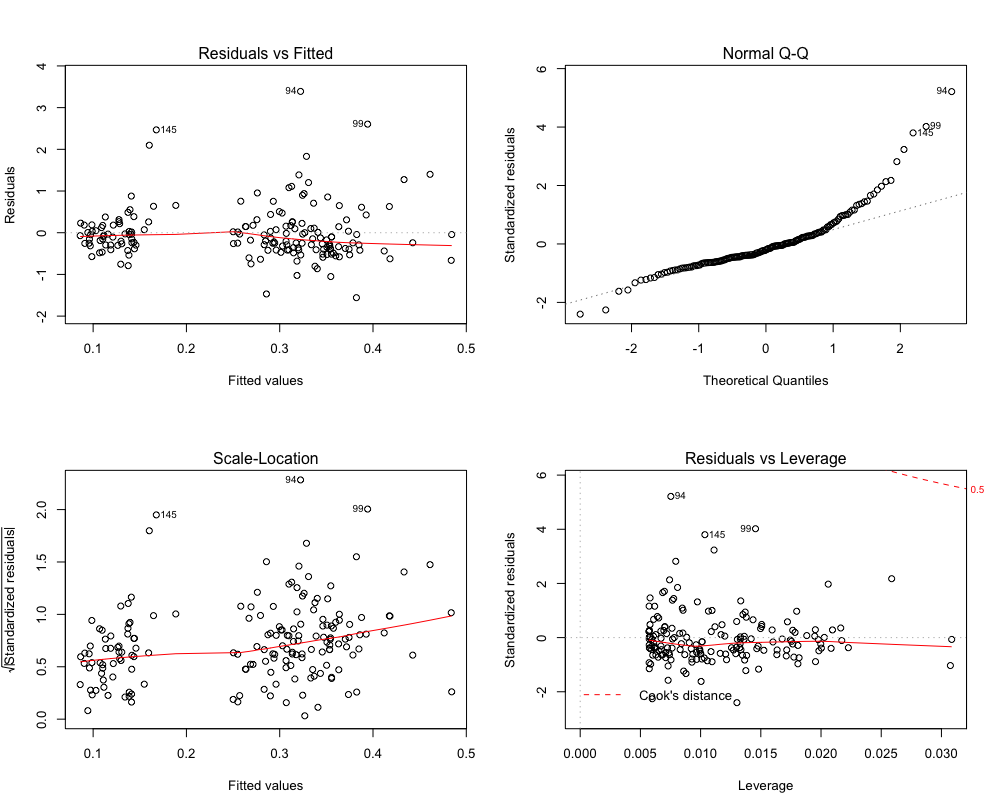 Residuals vs Fitted
4
3
2
1
0
-1
-2
Residuals
94
99
145
0.1 0.2 0.3 0.4 0.5
Fitted values
Normal Q-Q
6
4
2
0
-2
Standardized residuals
94
99
145
-2 -1 0 1 2
Theoretical Quantiles
Scale-Location
2.0
1.5
1.0
0.5
0.0
√|Standardized residuals|
94
99
145
0.1 0.2 0.3 0.4 0.5
Fitted values
Residuals vs Leverage
6
4
2
0
-2
Standardized residuals
0.5
94
99
145
Cook's distance
0.000 0.005 0.010 0.015 0.020 0.025 0.030
Leverage